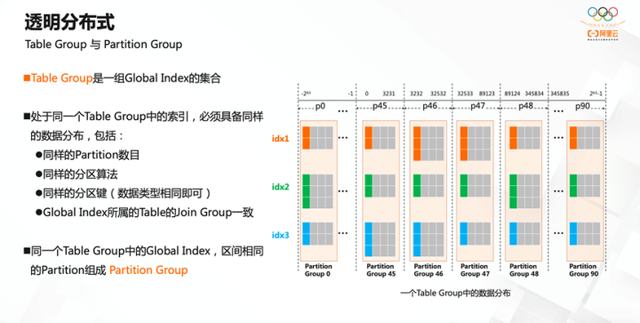 透明分布式
Table Group 与 Partition Group
阿里云
■Table Group是一组Global Index的集合
■处于同一个Table Group中的索引，必须具备同样
的数据分布，包括：
●同样的Partition数目
●同样的分区算法
●同样的分区键（数据类型相同即可）
●Global Index所属的Table的Join Group一致
■同一个Table Group中的Global Index，区间相同
的Partition组成 Partition Group
-2⁶³ -1 0 3231 3232 32532 32533 89123 89124 345834 345835 2⁶³-1
p0 ... p45 p46 p47 p48 ... p90
idx1 ... ...
idx2 ... ...
idx3 ... ...
Partition Partition Partition Partition Partition Partition
Group 0 Group 45 Group 46 Group 47 Group 48 Group 90
一个Table Group中的数据分布